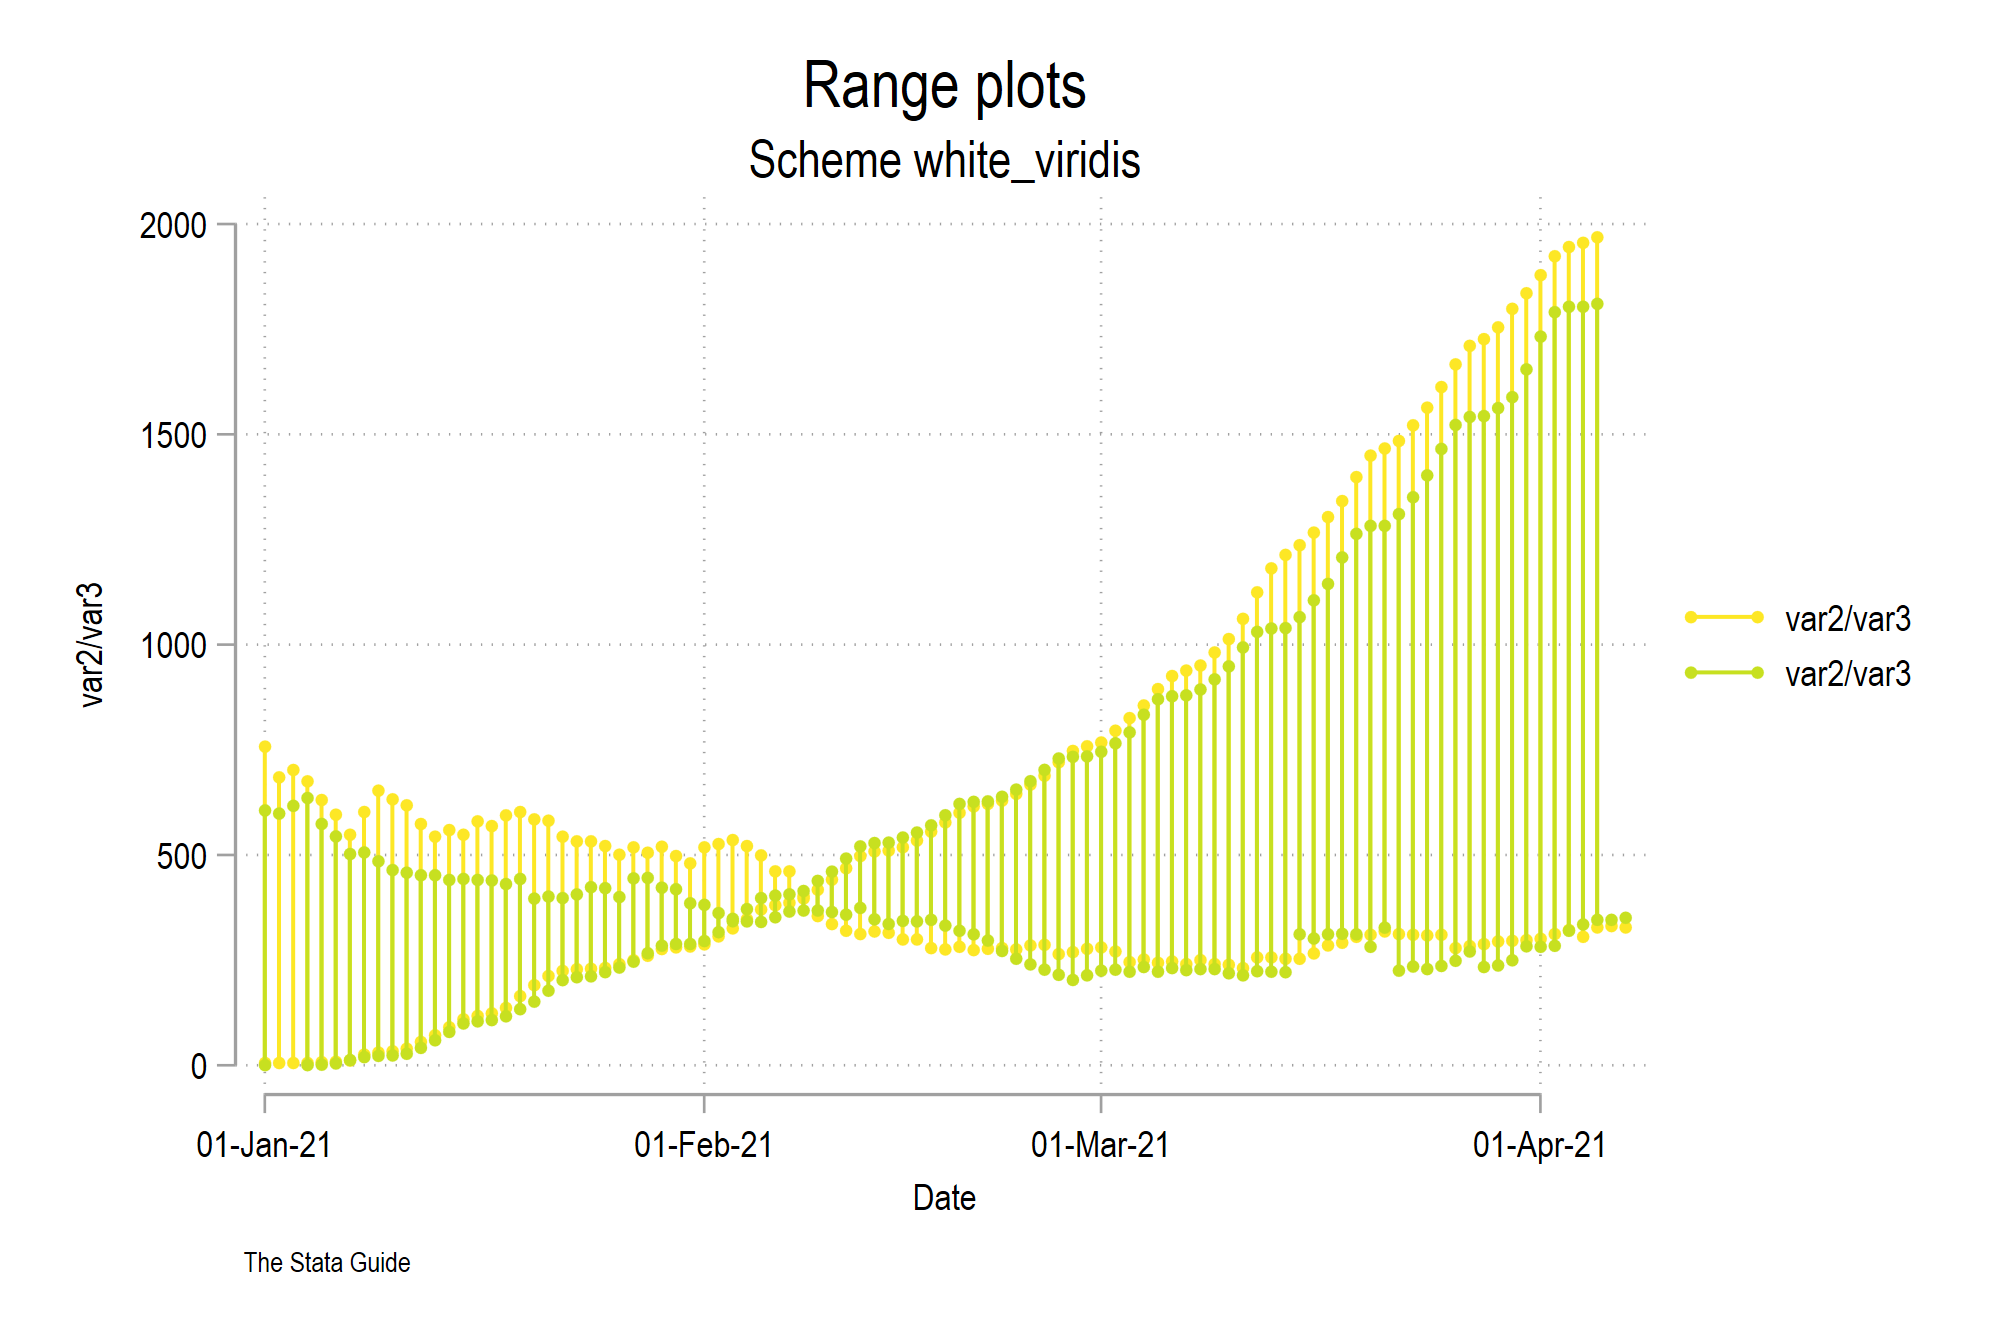 Range plots
Scheme white_viridis
2000
1500
1000
500
0
var2/var3
01-Jan-21
01-Feb-21
01-Mar-21
01-Apr-21
Date
var2/var3
var2/var3
The Stata Guide